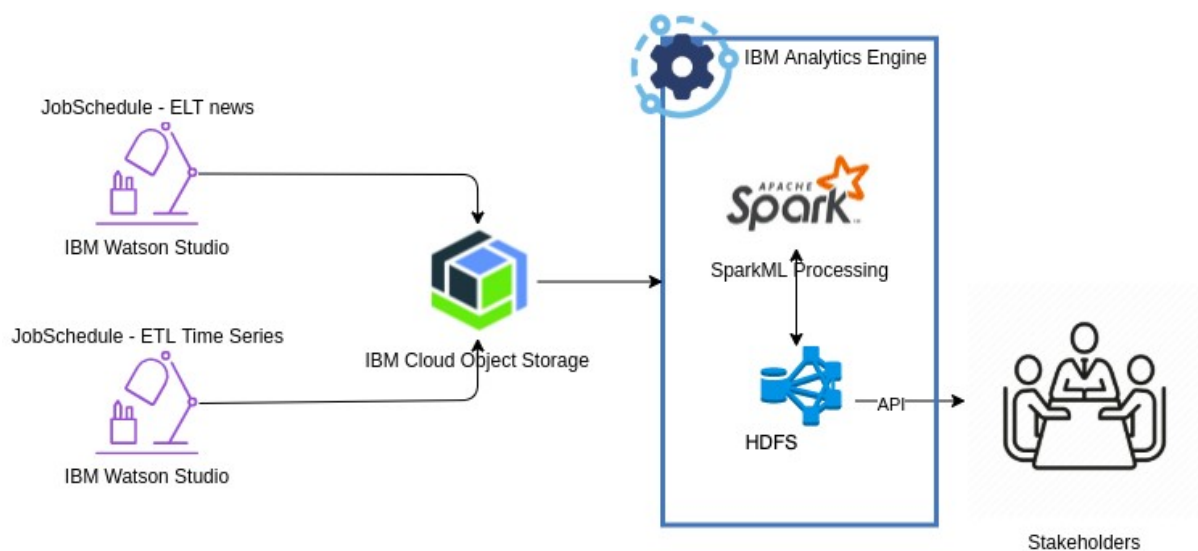 JobSchedule - ELT news
IBM Watson Studio
JobSchedule - ETL Time Series
IBM Watson Studio
IBM Cloud Object Storage
IBM Analytics Engine
APACHE
Spark
SparkML Processing
HDFS
API
Stakeholders